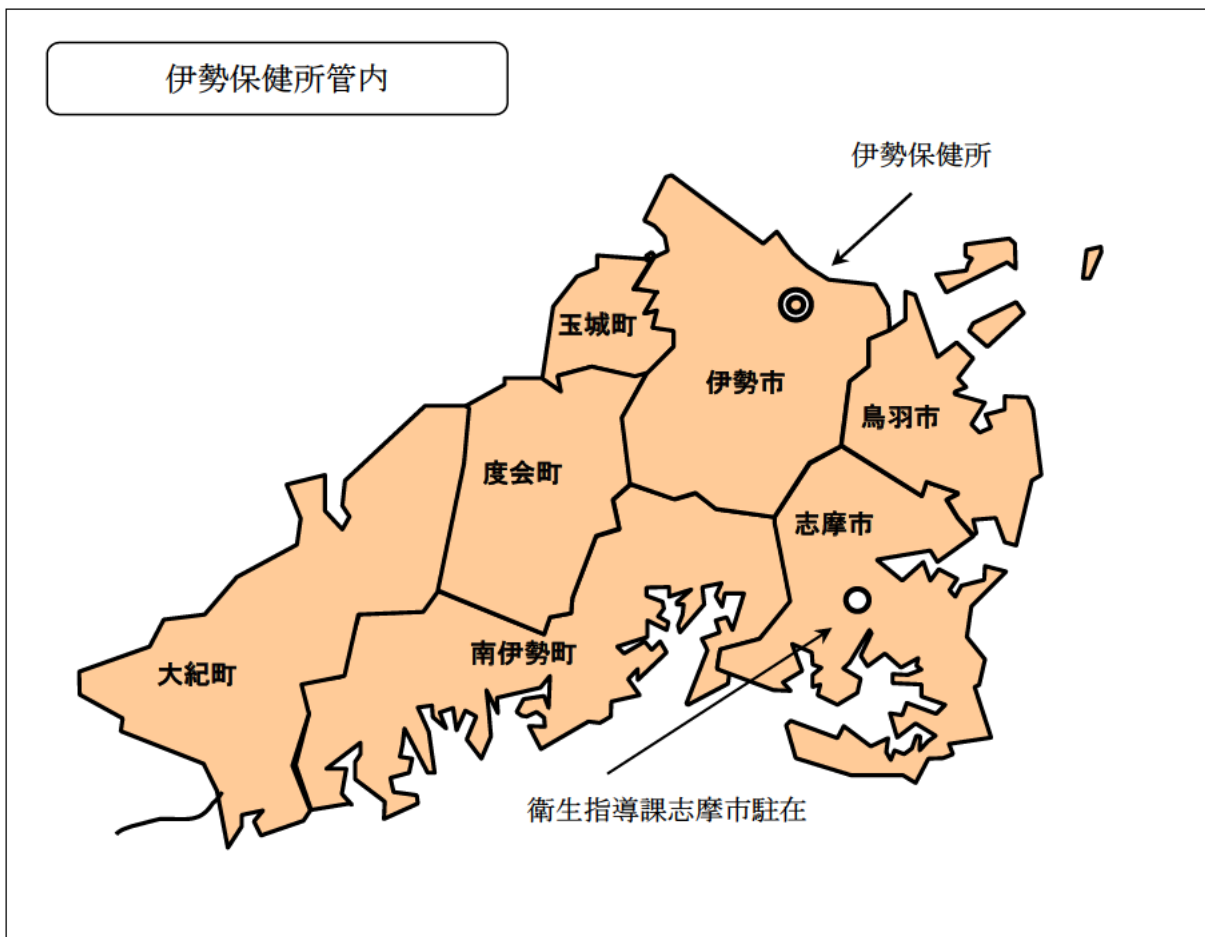 伊勢保健所管内
伊勢保健所
玉城町
伊勢市
鳥羽市
度会町
志摩市
南伊勢町
大紀町
衛生指導課志摩市駐在